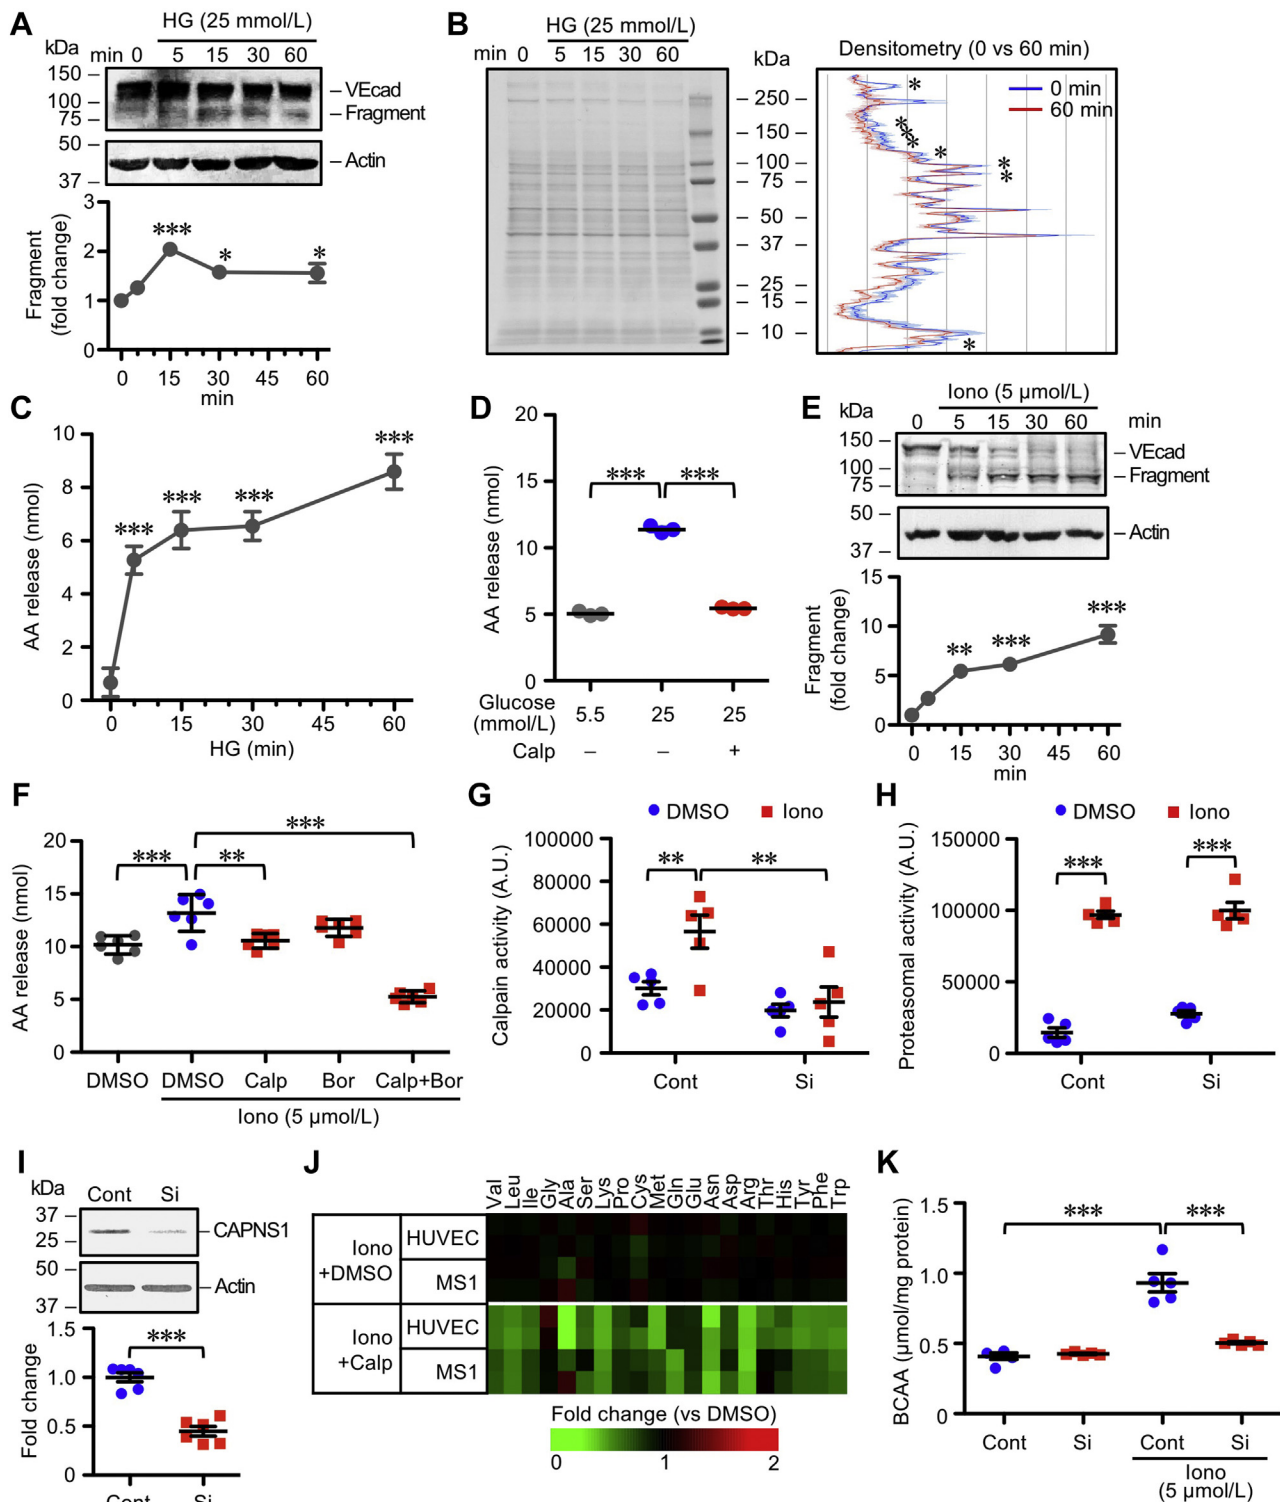 A
HG (25 mmol/L)
kDa
min 0 5 15 30 60
150
100
75
VEcad
Fragment
50
37
Actin
3
2
1
0
Fragment
(fold change)
***
*
*
0 15 30 45 60
min
B
HG (25 mmol/L)
min 0 5 15 30 60
kDa
250
150
100
75
50
37
25
15
10
Densitometry (0 vs 60 min)
0 min
60 min
*
*
*
*
*
*
*
*
C
10
8
6
4
2
0
AA release (nmol)
***
***
***
***
0 15 30 45 60
HG (min)
D
20
15
10
5
0
AA release (nmol)
*** ***
Glucose
(mmol/L)
5.5 25 25
Calp – – +
E
Iono (5 µmol/L)
kDa
0 5 15 30 60 min
150
100
75
VEcad
Fragment
50
37
Actin
15
10
5
0
Fragment
(fold change)
**
***
***
0 15 30 45 60
min
F
20
15
10
5
0
AA release (nmol)
***
*** **
DMSO DMSO Calp Bor Calp+Bor
Iono (5 µmol/L)
G
DMSO Iono
100000
80000
60000
40000
20000
0
Calpain activity (A.U.)
** **
Cont Si
H
DMSO Iono
150000
100000
50000
0
Proteasomal activity (A.U.)
*** ***
Cont Si
I
kDa
Cont Si
37
25
CAPNS1
50
37
Actin
1.5
1.0
0.5
0
Fold change
***
Cont Si
J
Val Leu Ile Gly Ala Ser Lys Pro Cys Met Gln Glu Asn Asp Arg Thr His Tyr Phe Trp
Iono
+DMSO
HUVEC
MS1
Iono
+Calp
HUVEC
MS1
Fold change (vs DMSO)
0 1 2
K
1.5
1.0
0.5
0
BCAA (µmol/mg protein)
*** ***
Cont Si Cont Si
Iono
(5 µmol/L)